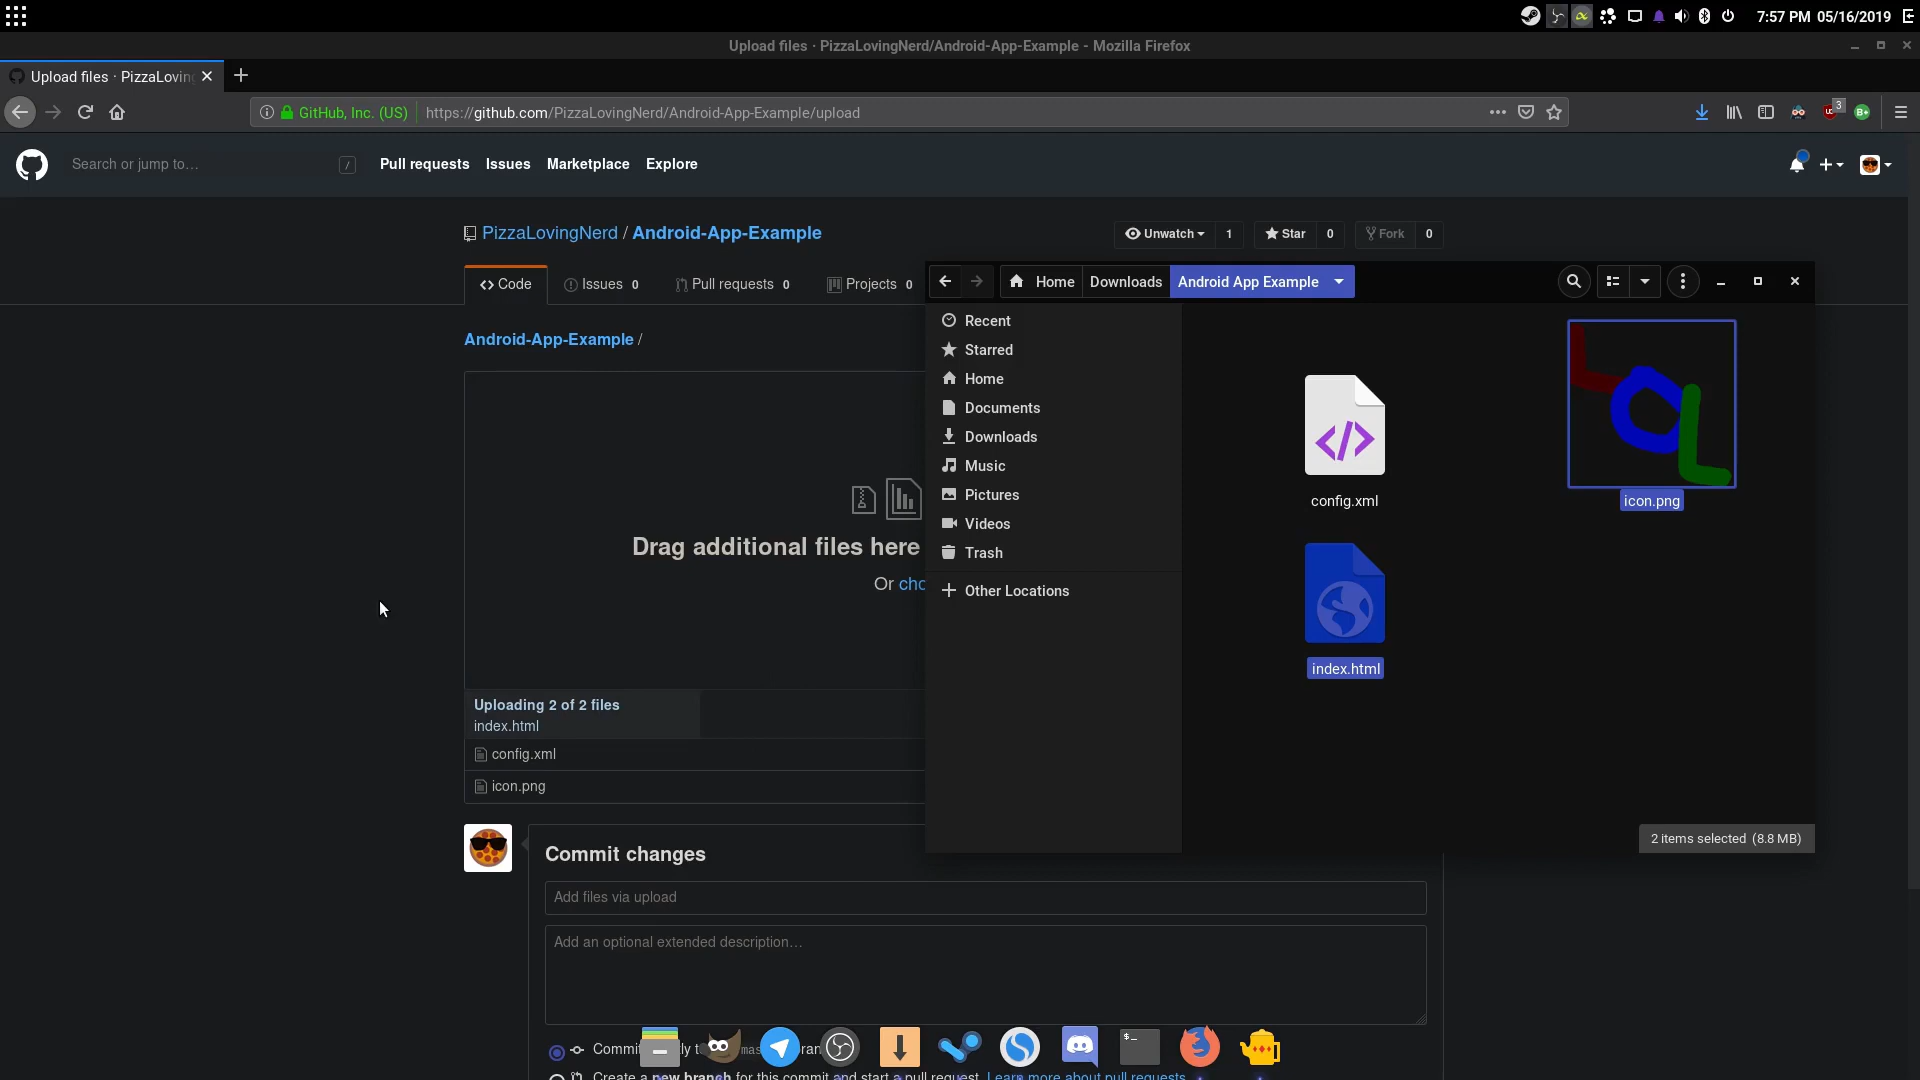 7:57 PM 05/16/2019
Upload files · PizzaLovingNerd/Android-App-Example - Mozilla Firefox
Upload files · PizzaLovin
GitHub, Inc. (US) https://github.com/PizzaLovingNerd/Android-App-Example/upload
3
Search or jump to… / Pull requests Issues Marketplace Explore
PizzaLovingNerd / Android-App-Example
Unwatch 1 Star 0 Fork 0
Code Issues 0 Pull requests 0 Projects 0
Android-App-Example /
Drag additional files here
Or cho
Uploading 2 of 2 files
index.html
config.xml
icon.png
Commit changes
Add files via upload
Add an optional extended description…
Commit
Create a new branch for this commit and start a pull request. Learn more about pull requests.
Home Downloads Android App Example
Recent
Starred
Home
Documents
Downloads
Music
Pictures
Videos
Trash
Other Locations
config.xml
icon.png
index.html
2 items selected (8.8 MB)